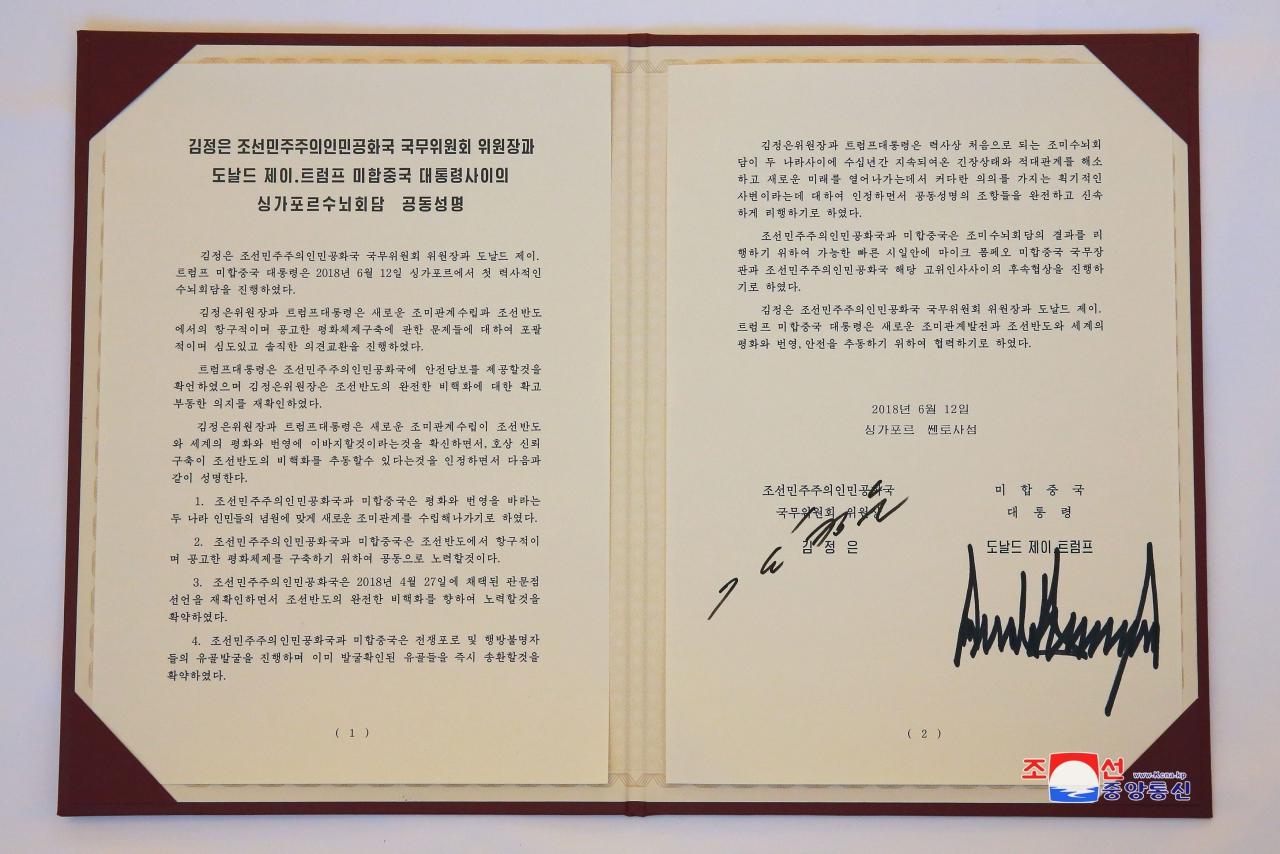 김정은 조선민주주의인민공화국 국무위원회 위원장과
도날드 제이.트럼프 미합중국 대통령사이의
싱가포르수뇌회담 공동성명
김정은 조선민주주의인민공화국 국무위원회 위원장과 도날드 제이.
트럼프 미합중국 대통령은 2018년 6월 12일 싱가포르에서 첫 력사적인
수뇌회담을 진행하였다.
김정은위원장과 트럼프대통령은 새로운 조미관계수립과 조선반도
에서의 항구적이며 공고한 평화체제구축에 관한 문제들에 대하여 포괄
적이며 심도있고 솔직한 의견교환을 진행하였다.
트럼프대통령은 조선민주주의인민공화국에 안전담보를 제공할것을
확언하였으며 김정은위원장은 조선반도의 완전한 비핵화에 대한 확고
부동한 의지를 재확인하였다.
김정은위원장과 트럼프대통령은 새로운 조미관계수립이 조선반도
와 세계의 평화와 번영에 이바지할것이라는것을 확신하면서, 호상 신뢰
구축이 조선반도의 비핵화를 추동할수 있다는것을 인정하면서 다음과
같이 성명한다.
1. 조선민주주의인민공화국과 미합중국은 평화와 번영을 바라는
두 나라 인민들의 념원에 맞게 새로운 조미관계를 수립해나가기로 하였다.
2. 조선민주주의인민공화국과 미합중국은 조선반도에서 항구적이
며 공고한 평화체제를 구축하기 위하여 공동으로 노력할것이다.
3. 조선민주주의인민공화국은 2018년 4월 27일에 채택된 판문점
선언을 재확인하면서 조선반도의 완전한 비핵화를 향하여 노력할것을
확약하였다.
4. 조선민주주의인민공화국과 미합중국은 전쟁포로 및 행방불명자
들의 유골발굴을 진행하며 이미 발굴확인된 유골들을 즉시 송환할것을
확약하였다.
( 1 )
김정은위원장과 트럼프대통령은 력사상 처음으로 되는 조미수뇌회
담이 두 나라사이에 수십년간 지속되여온 긴장상태와 적대관계를 해소
하고 새로운 미래를 열어나가는데서 커다란 의의를 가지는 획기적인
사변이라는데 대하여 인정하면서 공동성명의 조항들을 완전하고 신속
하게 리행하기로 하였다.
조선민주주의인민공화국과 미합중국은 조미수뇌회담의 결과를 리
행하기 위하여 가능한 빠른 시일안에 마이크 폼페오 미합중국 국무장
관과 조선민주주의인민공화국 해당 고위인사사이의 후속협상을 진행하
기로 하였다.
김정은 조선민주주의인민공화국 국무위원회 위원장과 도날드 제이.
트럼프 미합중국 대통령은 새로운 조미관계발전과 조선반도와 세계의
평화와 번영, 안전을 추동하기 위하여 협력하기로 하였다.
2018년 6월 12일
싱가포르 쎈토사섬
조선민주주의인민공화국
국무위원회 위원장
김 정 은
미 합 중 국
대 통 령
도날드 제이.트럼프
( 2 )
조선
www.kcna.kp
중앙통신